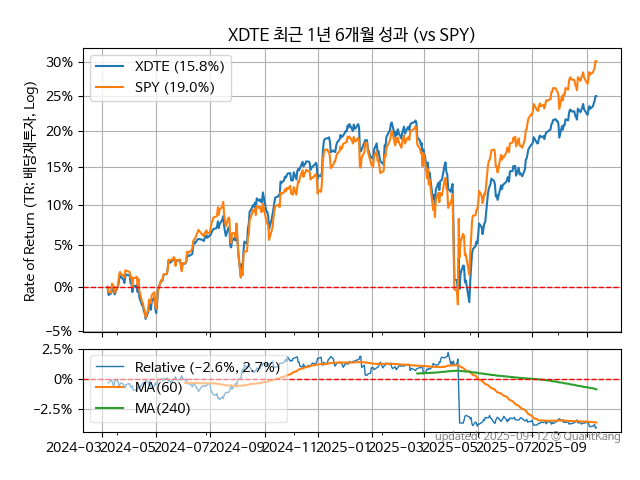 XDTE 최근 1년 6개월 성과 (vs SPY)
Rate of Return (TR: 배당재투자, Log)
30%
25%
20%
15%
10%
5%
0%
−5%
XDTE (15.8%)
SPY (19.0%)
2.5%
0%
−2.5%
Relative (−2.6%, 2.7%)
MA(60)
MA(240)
updated: 2025-09-12 © QuantKang
2024−03 2024−05 2024−07 2024−09 2024−11 2025−01 2025−03 2025−05 2025−07 2025−09